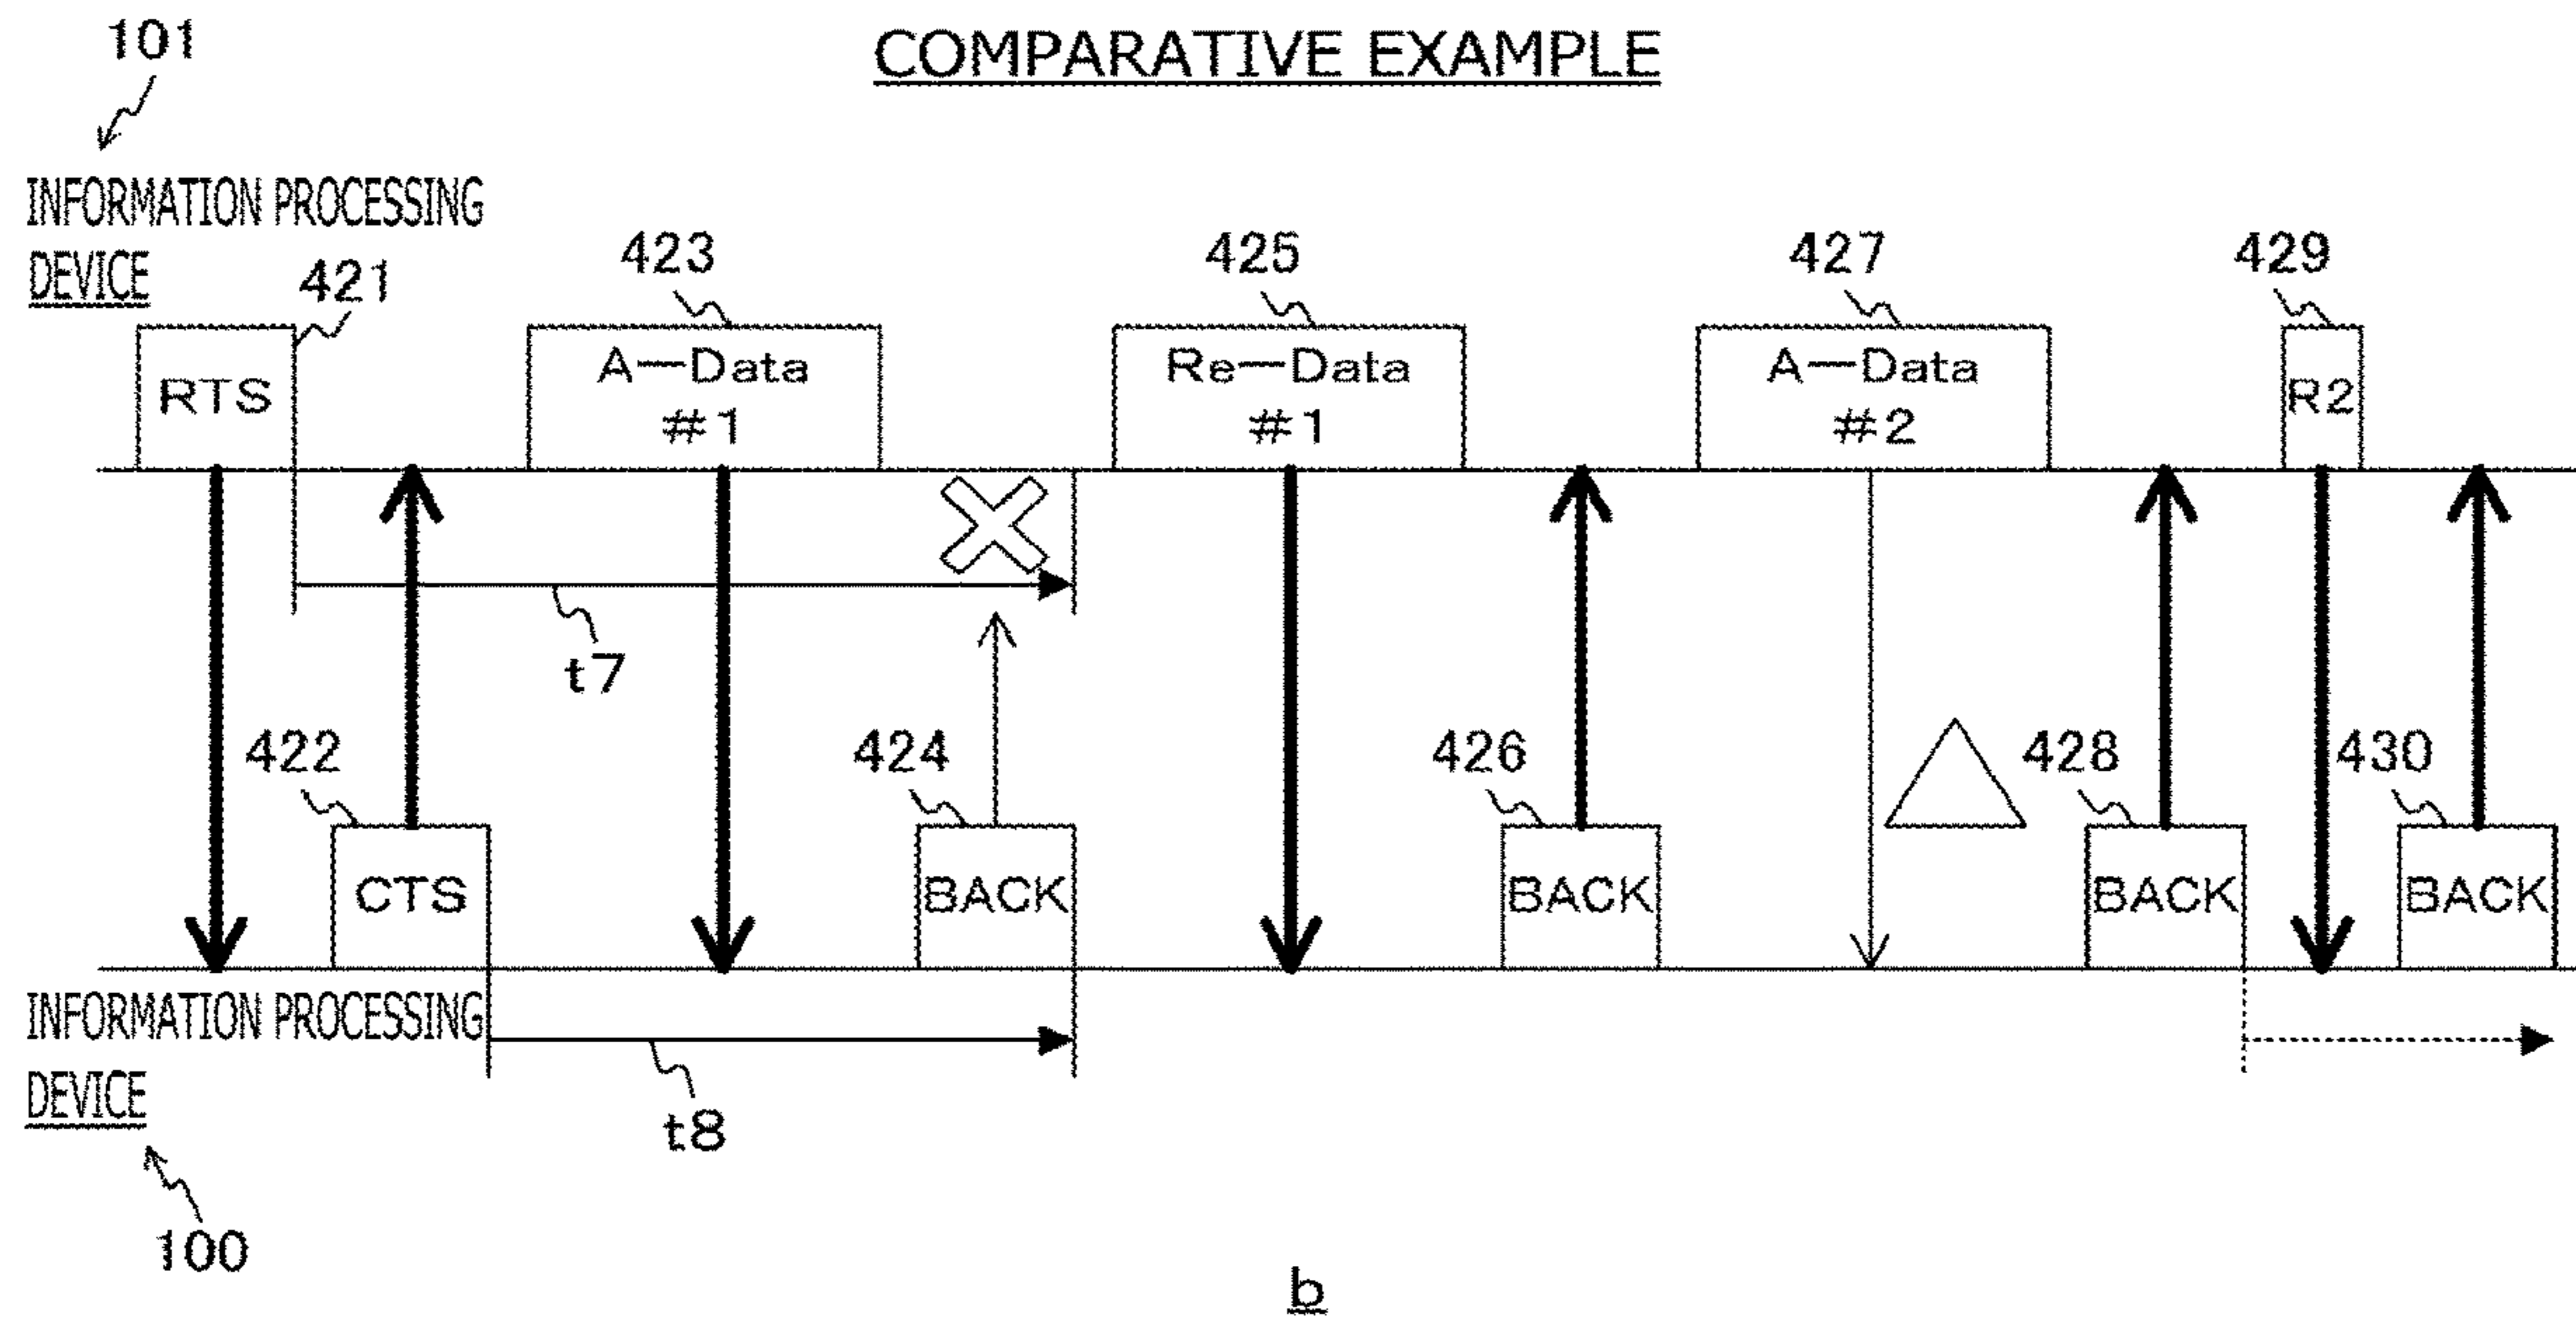 COMPARATIVE EXAMPLE
101
INFORMATION PROCESSING
DEVICE
421
423
425
427
429
RTS
A—Data
#1
Re—Data
#1
A—Data
#2
R2
t7
422
424
426
428
430
CTS
BACK
BACK
BACK
BACK
INFORMATION PROCESSING
DEVICE
t8
100
b